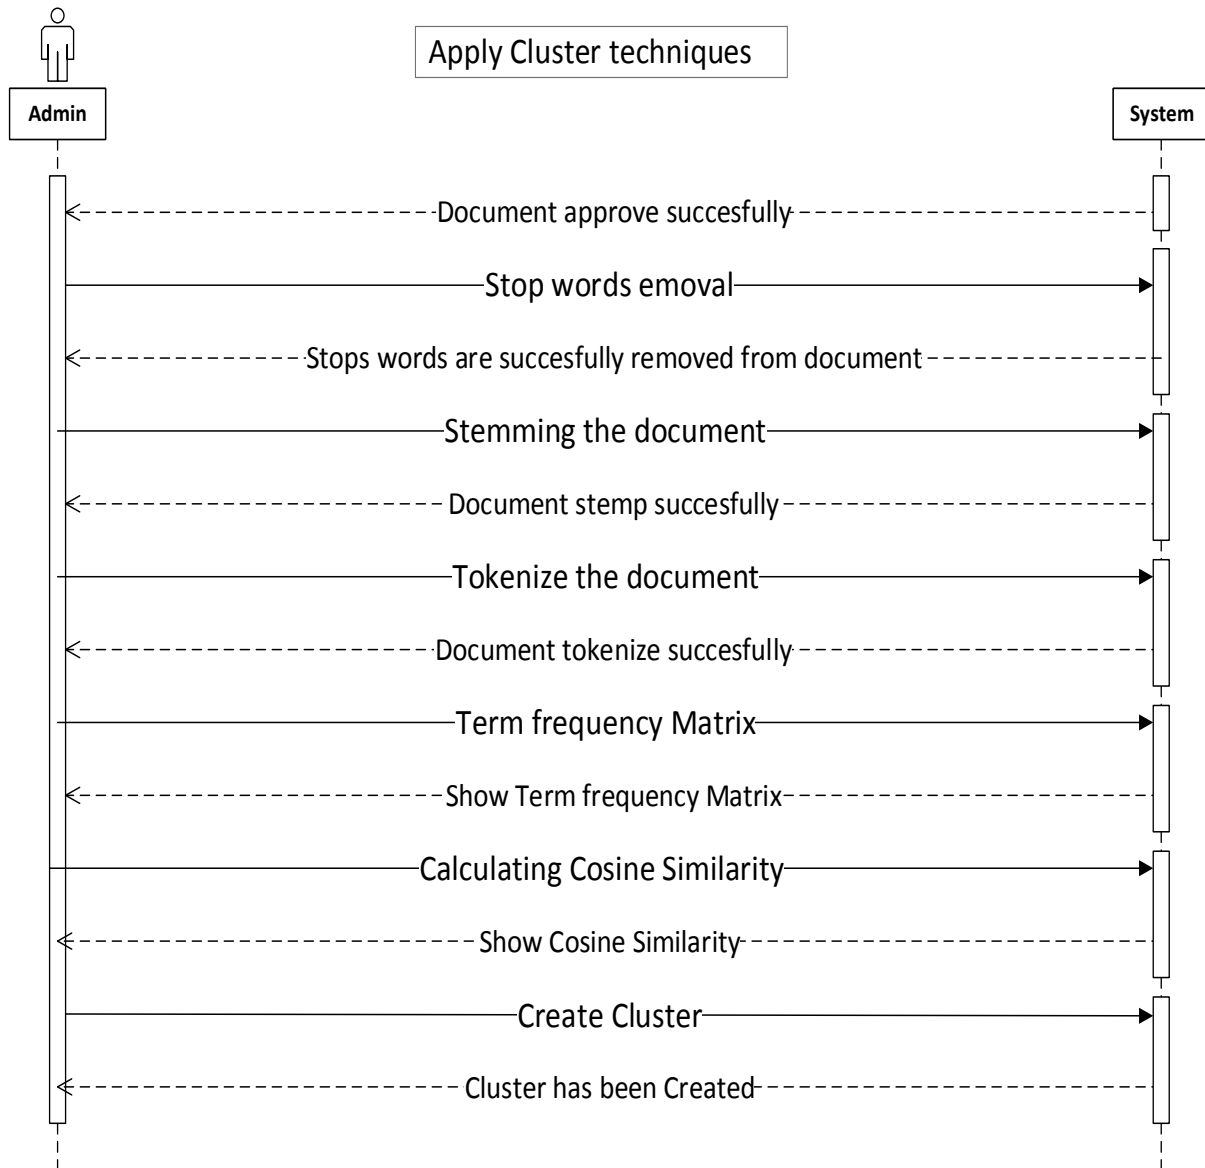 Apply Cluster techniques
Admin
System
Document approve succesfully
Stop words emoval
Stops words are succesfully removed from document
Stemming the document
Document stemp succesfully
Tokenize the document
Document tokenize succesfully
Term frequency Matrix
Show Term frequency Matrix
Calculating Cosine Similarity
Show Cosine Similarity
Create Cluster
Cluster has been Created